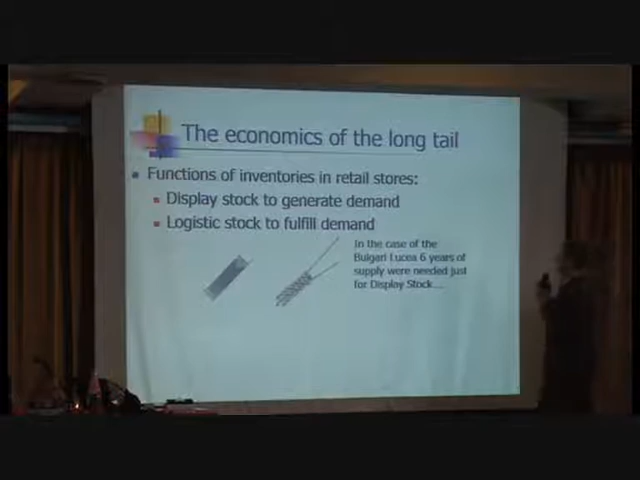 The economics of the long tail
Functions of inventories in retail stores:
Display stock to generate demand
Logistic stock to fulfill demand
In the case of the
Bulgari Lucea 6 years of
supply were needed just
for Display Stock...